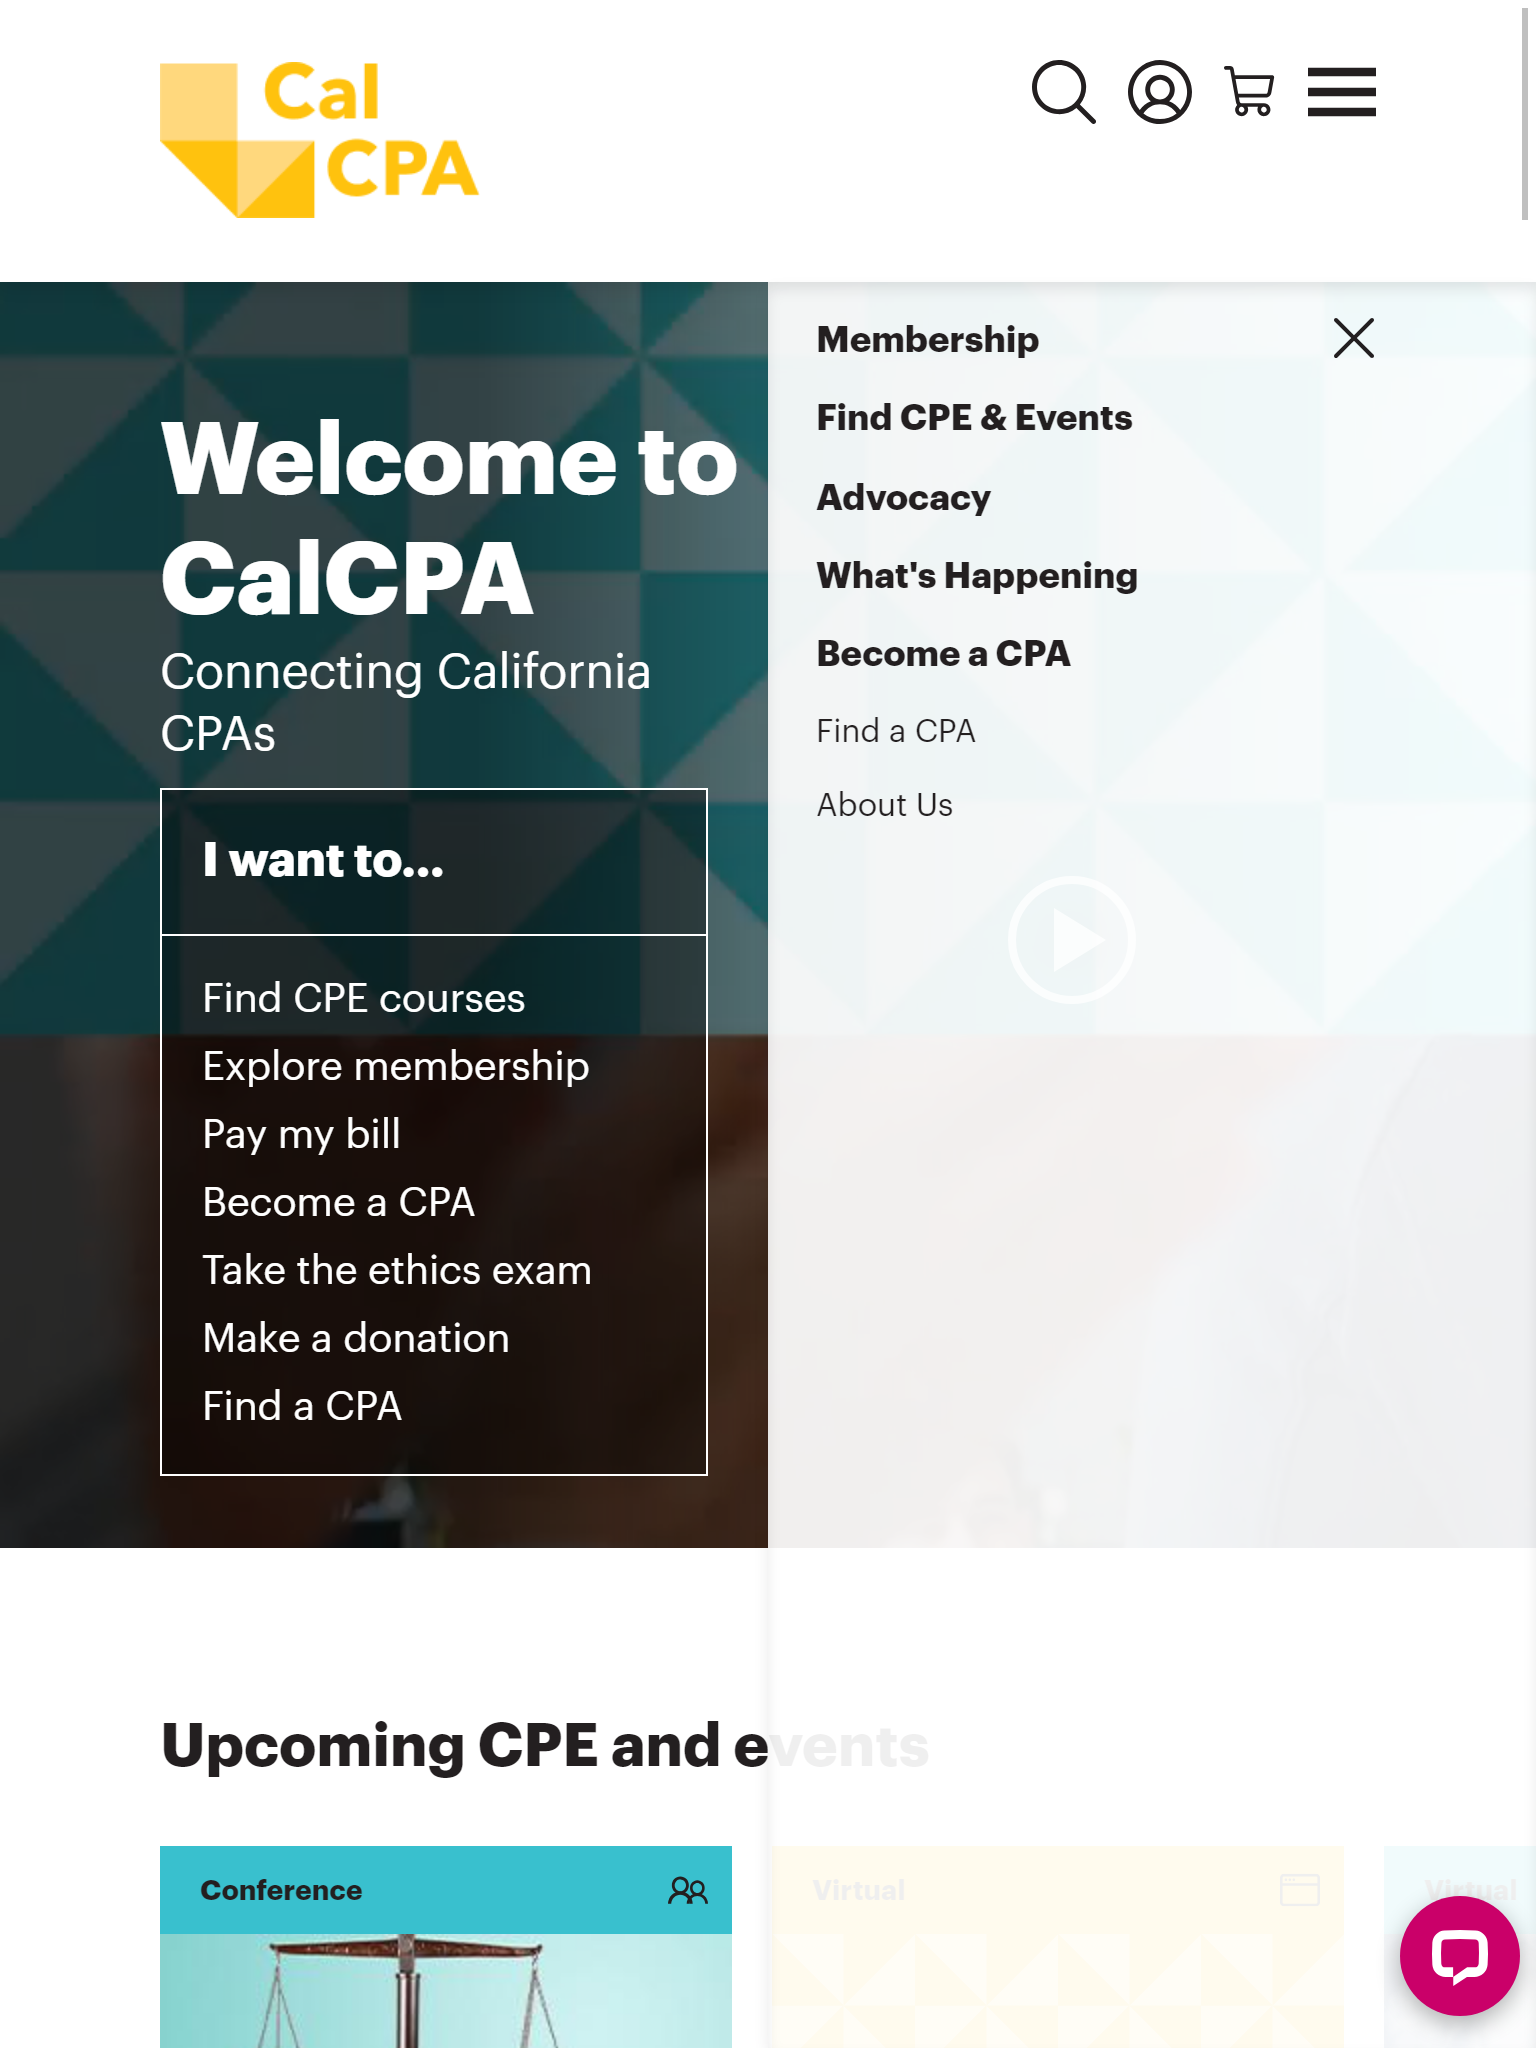 Cal
CPA
Membership
Find CPE & Events
Advocacy
What's Happening
Become a CPA
Find a CPA
About Us
Welcome to
CalCPA
Connecting California
CPAs
I want to...
Find CPE courses
Explore membership
Pay my bill
Become a CPA
Take the ethics exam
Make a donation
Find a CPA
Upcoming CPE and events
Conference
Virtual
Virtual